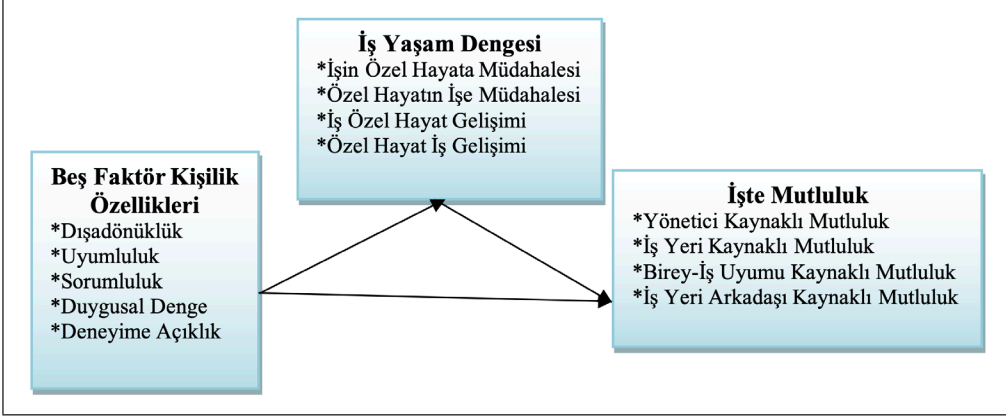 İş Yaşam Dengesi
*İşin Özel Hayata Müdahalesi
*Özel Hayatın İşe Müdahalesi
*İş Özel Hayat Gelişimi
*Özel Hayat İş Gelişimi
Beş Faktör Kişilik
Özellikleri
*Dışadönüklük
*Uyumluluk
*Sorumluluk
*Duygusal Denge
*Deneyime Açıklık
İşte Mutluluk
*Yönetici Kaynaklı Mutluluk
*İş Yeri Kaynaklı Mutluluk
*Birey-İş Uyumu Kaynaklı Mutluluk
*İş Yeri Arkadaşı Kaynaklı Mutluluk